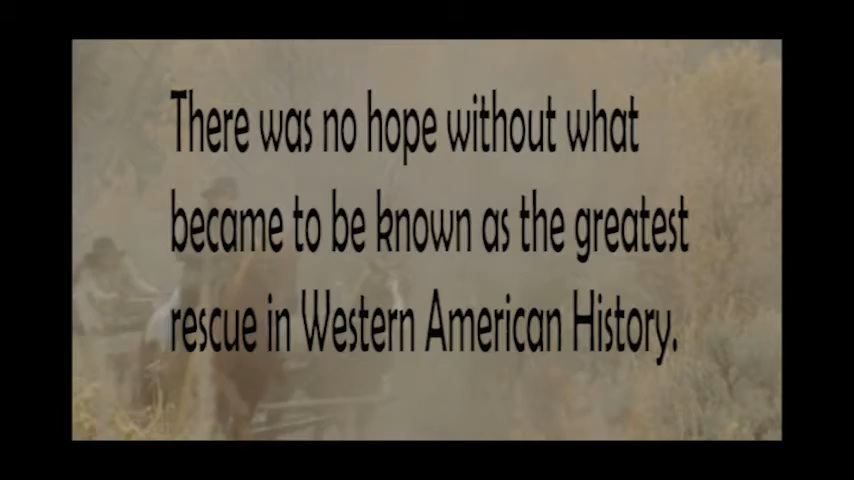 There was no hope without what
became to be known as the greatest
rescue in Western American History.